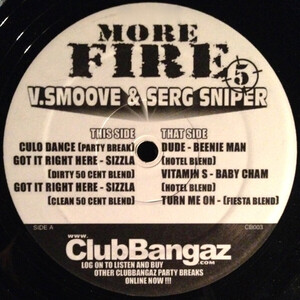 MORE
FIRE 5
V.SMOOVE & SERG SNIPER
THIS SIDE
CULO DANCE (PARTY BREAK)
GOT IT RIGHT HERE - SIZZLA
(DIRTY 50 CENT BLEND)
GOT IT RIGHT HERE - SIZZLA
(CLEAN 50 CENT BLEND)
THAT SIDE
DUDE - BEENIE MAN
(HOTEL BLEND)
VITAMIN S - BABY CHAM
(HOTEL BLEND)
TURN ME ON - (FIESTA BLEND)
SIDE A
CB003
www.
ClubBangaz
.com
LOG ON TO LISTEN AND BUY
OTHER CLUBBANGAZ PARTY BREAKS
ONLINE NOW !!!